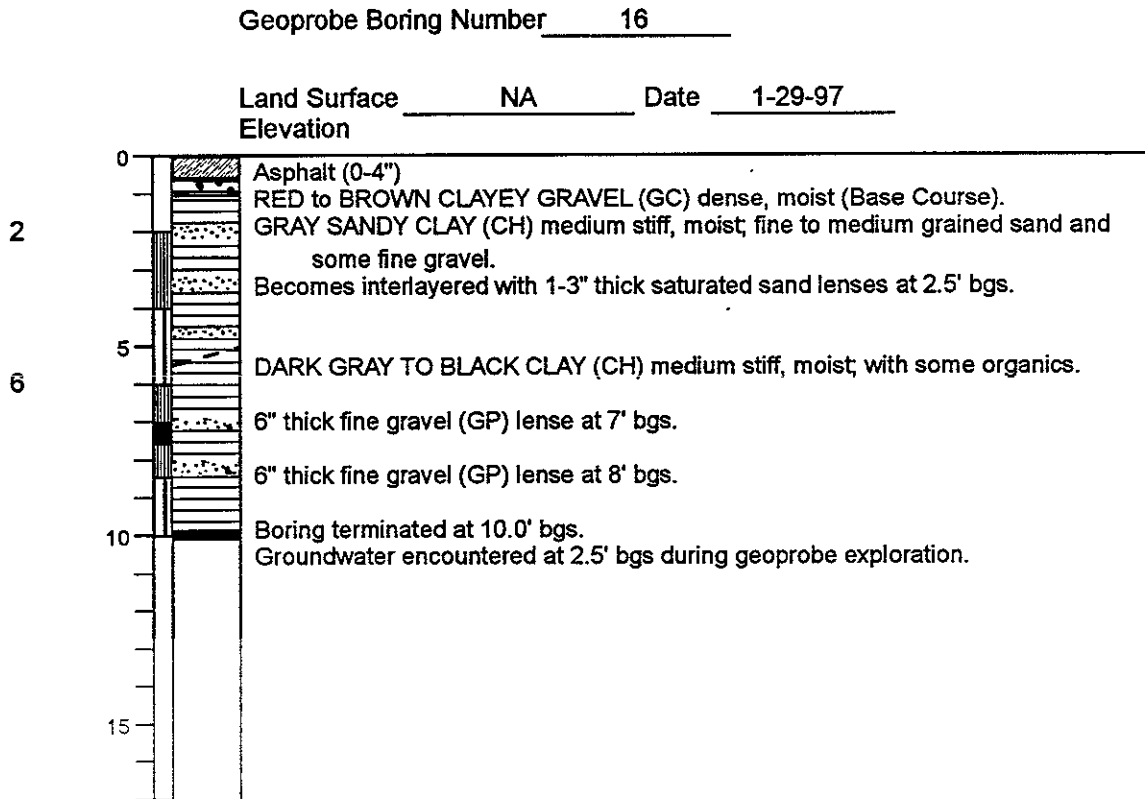 Geoprobe Boring Number 16
Land Surface NA Date 1-29-97
Elevation
0
Asphalt (0-4")
RED to BROWN CLAYEY GRAVEL (GC) dense, moist (Base Course).
2
GRAY SANDY CLAY (CH) medium stiff, moist; fine to medium grained sand and
some fine gravel.
Becomes interlayered with 1-3" thick saturated sand lenses at 2.5' bgs.
5
DARK GRAY TO BLACK CLAY (CH) medium stiff, moist; with some organics.
6
6" thick fine gravel (GP) lense at 7' bgs.
6" thick fine gravel (GP) lense at 8' bgs.
10
Boring terminated at 10.0' bgs.
Groundwater encountered at 2.5' bgs during geoprobe exploration.
15